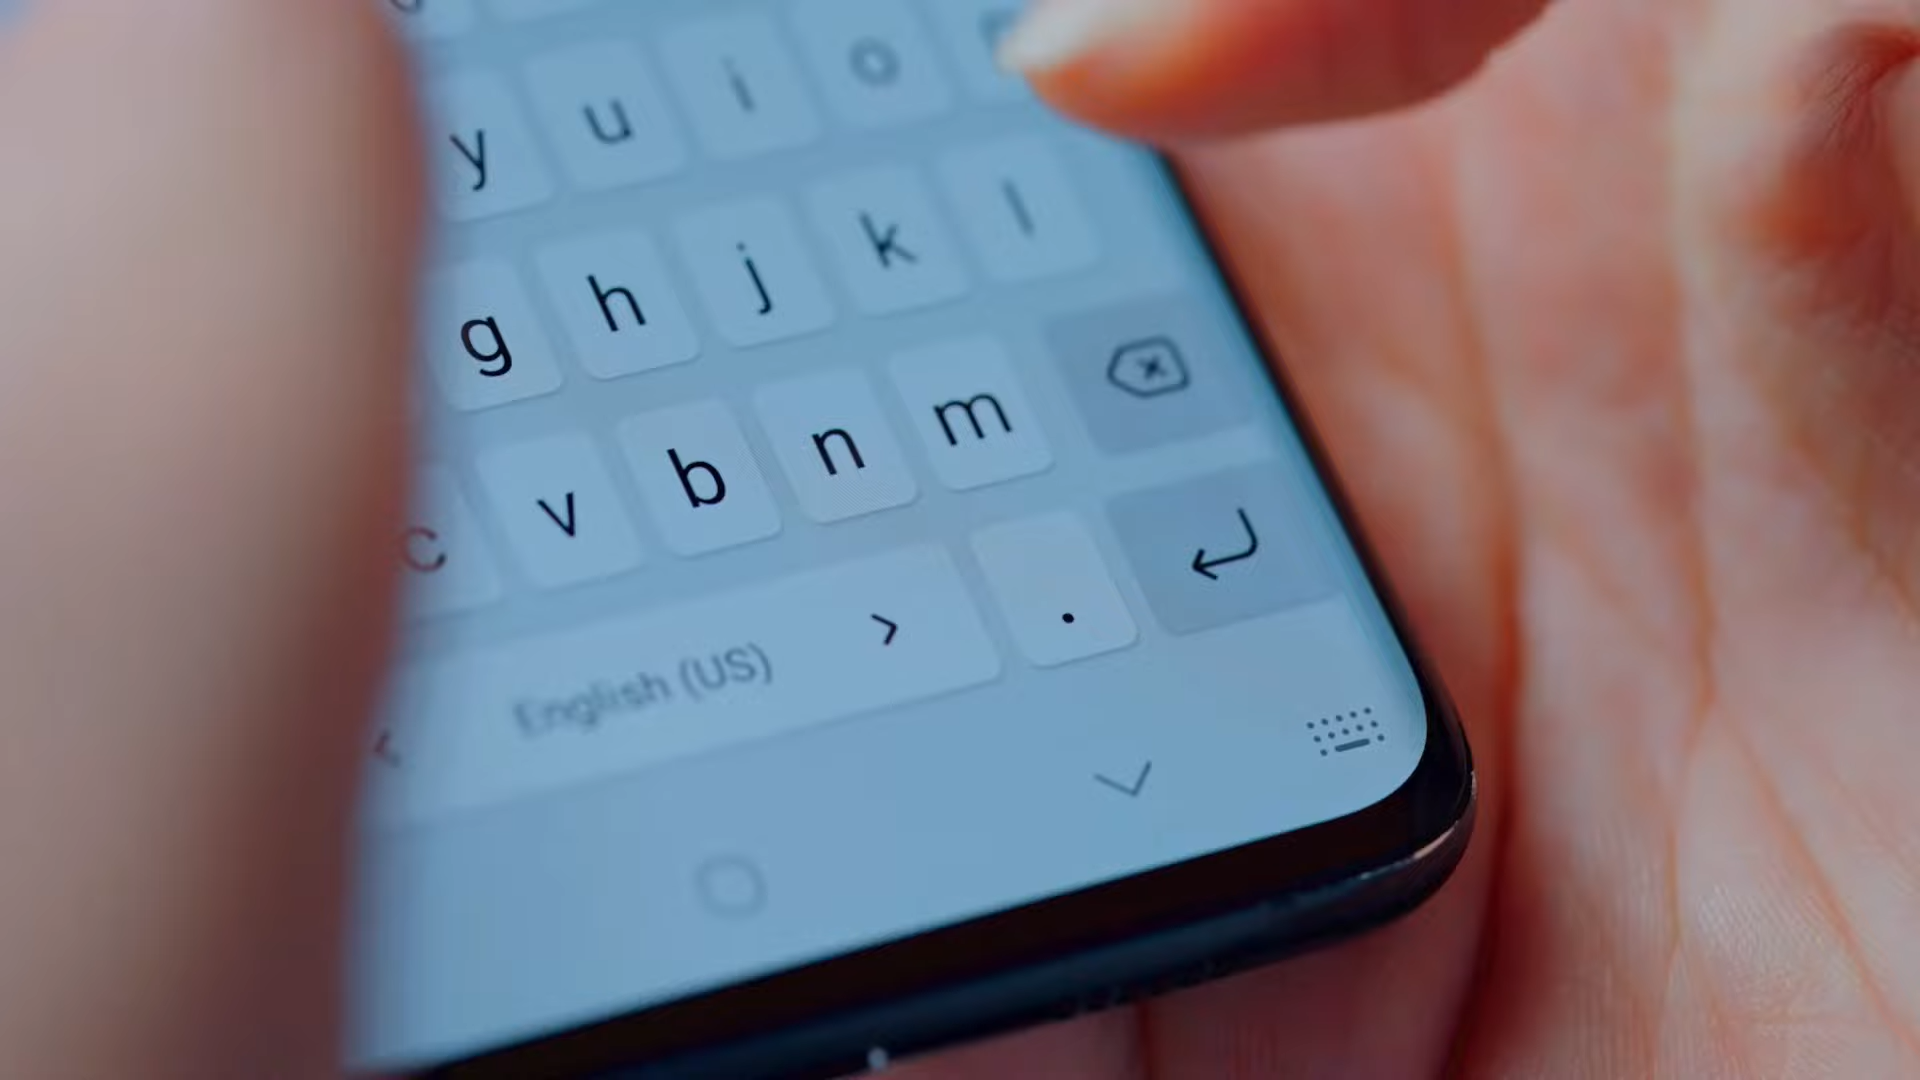 y u i o
g h j k l
c v b n m
< English (US) > .